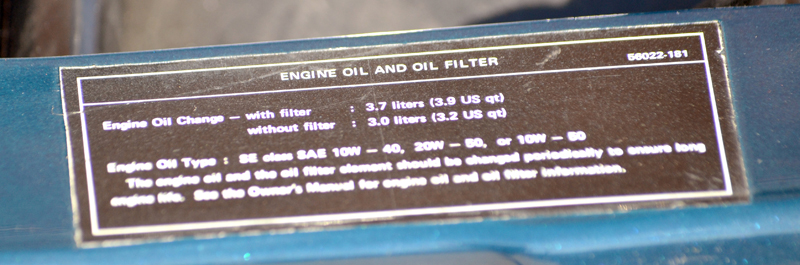 ENGINE OIL AND OIL FILTER 56022-181
Engine Oil Change — with filter : 3.7 liters (3.9 US qt)
without filter : 3.0 liters (3.2 US qt)
Engine Oil Type : SE class SAE 10W — 40, 20W — 50, or 10W — 50
The engine oil and the oil filter element should be changed periodically to ensure long
engine life. See the Owner's Manual for engine oil and oil filter information.